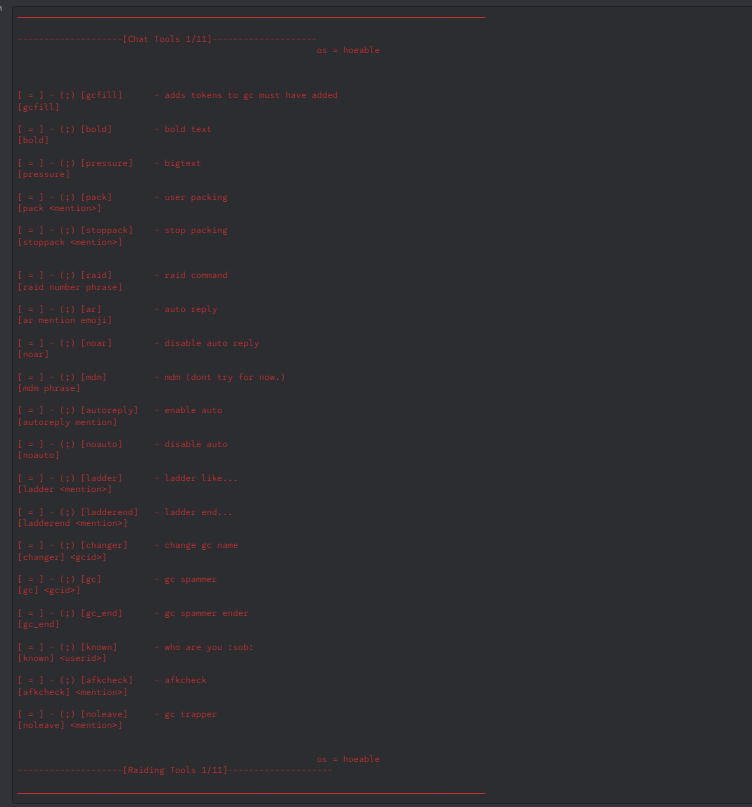 --------------------[Chat Tools 1/11]--------------------
os = hoeable
[ = ] - (;) [gcfill] - adds tokens to gc must have added
[gcfill]
[ = ] - (;) [bold] - bold text
[bold]
[ = ] - (;) [pressure] - bigtext
[pressure]
[ = ] - (;) [pack] - user packing
[pack <mention>]
[ = ] - (;) [stoppack] - stop packing
[stoppack <mention>]
[ = ] - (;) [raid] - raid command
[raid number phrase]
[ = ] - (;) [ar] - auto reply
[ar mention emoji]
[ = ] - (;) [noar] - disable auto reply
[noar]
[ = ] - (;) [mdm] - mdm (dont try for now.)
[mdm phrase]
[ = ] - (;) [autoreply] - enable auto
[autoreply mention]
[ = ] - (;) [noauto] - disable auto
[noauto]
[ = ] - (;) [ladder] - ladder like...
[ladder <mention>]
[ = ] - (;) [ladderend] - ladder end...
[ladderend <mention>]
[ = ] - (;) [changer] - change gc name
[changer] <gcid>]
[ = ] - (;) [gc] - gc spammer
[gc] <gcid>]
[ = ] - (;) [gc_end] - gc spammer ender
[gc_end]
[ = ] - (;) [known] - who are you :sob:
[known] <userid>]
[ = ] - (;) [afkcheck] - afkcheck
[afkcheck] <mention>]
[ = ] - (;) [noleave] - gc trapper
[noleave] <mention>]
os = hoeable
--------------------[Raiding Tools 1/11]--------------------